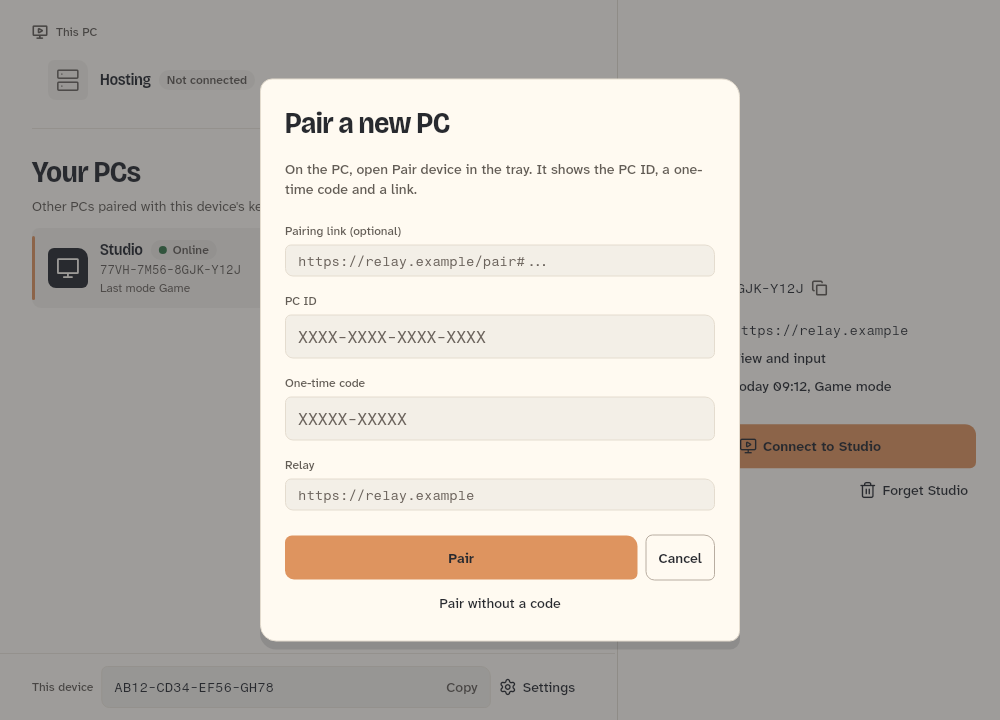 This PC
Hosting
Not connected
Your PCs
Other PCs paired with this device's
Studio
Online
77VH-7M56-8GJK-Y12J
Last mode Game
Pair a new PC
On the PC, open Pair device in the tray. It shows the PC ID, a one-
time code and a link.
Pairing link (optional)
https://relay.example/pair#...
PC ID
XXXX-XXXX-XXXX-XXXX
One-time code
XXXXX-XXXXX
Relay
https://relay.example
Pair
Cancel
Pair without a code
GJK-Y12J
ttps://relay.example
iew and input
oday 09:12, Game mode
Connect to Studio
Forget Studio
This device
AB12-CD34-EF56-GH78
Copy
Settings